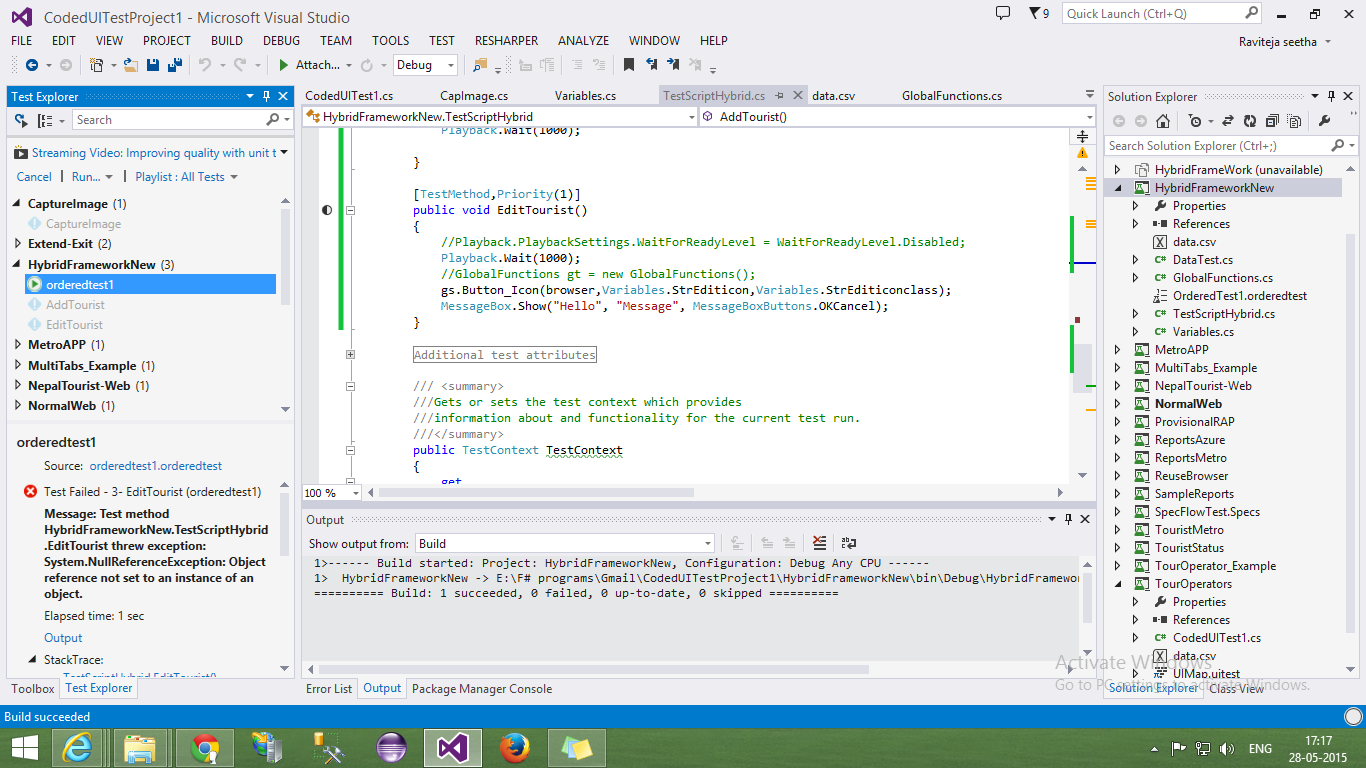 CodedUITestProject1 - Microsoft Visual Studio
9
Quick Launch (Ctrl+Q)
FILE EDIT VIEW PROJECT BUILD DEBUG TEAM TOOLS TEST RESHARPER ANALYZE WINDOW HELP
Raviteja seetha
Attach...
Debug
Test Explorer
Search
Streaming Video: Improving quality with unit t
Cancel | Run... | Playlist : All Tests
CaptureImage (1)
CaptureImage
Extend-Exit (2)
HybridFrameworkNew (3)
orderedtest1
AddTourist
EditTourist
MetroAPP (1)
MultiTabs_Example (1)
NepalTourist-Web (1)
NormalWeb (1)
orderedtest1
Source: orderedtest1.orderedtest
Test Failed - 3- EditTourist (orderedtest1)
Message: Test method
HybridFrameworkNew.TestScriptHybrid
.EditTourist threw exception:
System.NullReferenceException: Object
reference not set to an instance of an
object.
Elapsed time: 1 sec
Output
StackTrace:
TestScriptHybrid.EditTourist()
Toolbox Test Explorer
CodedUITest1.cs CapImage.cs Variables.cs TestScriptHybrid.cs data.csv GlobalFunctions.cs
HybridFrameworkNew.TestScriptHybrid
AddTourist()
Playback.Wait(1000);
}
[TestMethod,Priority(1)]
public void EditTourist()
{
//Playback.PlaybackSettings.WaitForReadyLevel = WaitForReadyLevel.Disabled;
Playback.Wait(1000);
//GlobalFunctions gt = new GlobalFunctions();
gs.Button_Icon(browser,Variables.StrEditicon,Variables.StrEditiconclass);
MessageBox.Show("Hello", "Message", MessageBoxButtons.OKCancel);
}
Additional test attributes
/// <summary>
///Gets or sets the test context which provides
///information about and functionality for the current test run.
///</summary>
public TestContext TestContext
{
get
100 %
Output
Show output from: Build
1>------ Build started: Project: HybridFrameworkNew, Configuration: Debug Any CPU ------
1> HybridFrameworkNew -> E:\F# programs\Gmail\CodedUITestProject1\HybridFrameworkNew\bin\Debug\HybridFramewo
========== Build: 1 succeeded, 0 failed, 0 up-to-date, 0 skipped ==========
Error List Output Package Manager Console
Solution Explorer
Search Solution Explorer (Ctrl+;)
HybridFrameWork (unavailable)
HybridFrameworkNew
Properties
References
data.csv
C# DataTest.cs
C# GlobalFunctions.cs
OrderedTest1.orderedtest
C# TestScriptHybrid.cs
C# Variables.cs
MetroAPP
MultiTabs_Example
NepalTourist-Web
NormalWeb
ProvisionalRAP
ReportsAzure
ReportsMetro
ReuseBrowser
SampleReports
SpecFlowTest.Specs
TouristMetro
TouristStatus
TourOperator_Example
TourOperators
Properties
References
C# CodedUITest1.cs
data.csv
UIMap.uitest
Solution Explorer Class View
Activate Windows
Go to PC settings to activate Windows.
Build succeeded
ENG
17:17
28-05-2015